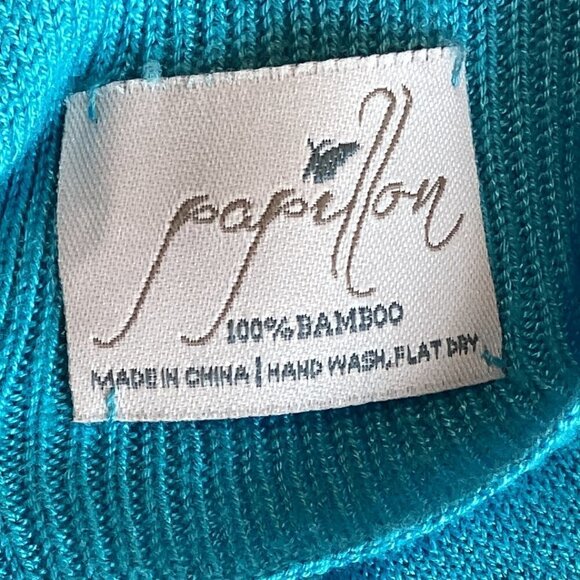 papillon
100% BAMBOO
MADE IN CHINA | HAND WASH, FLAT DRY